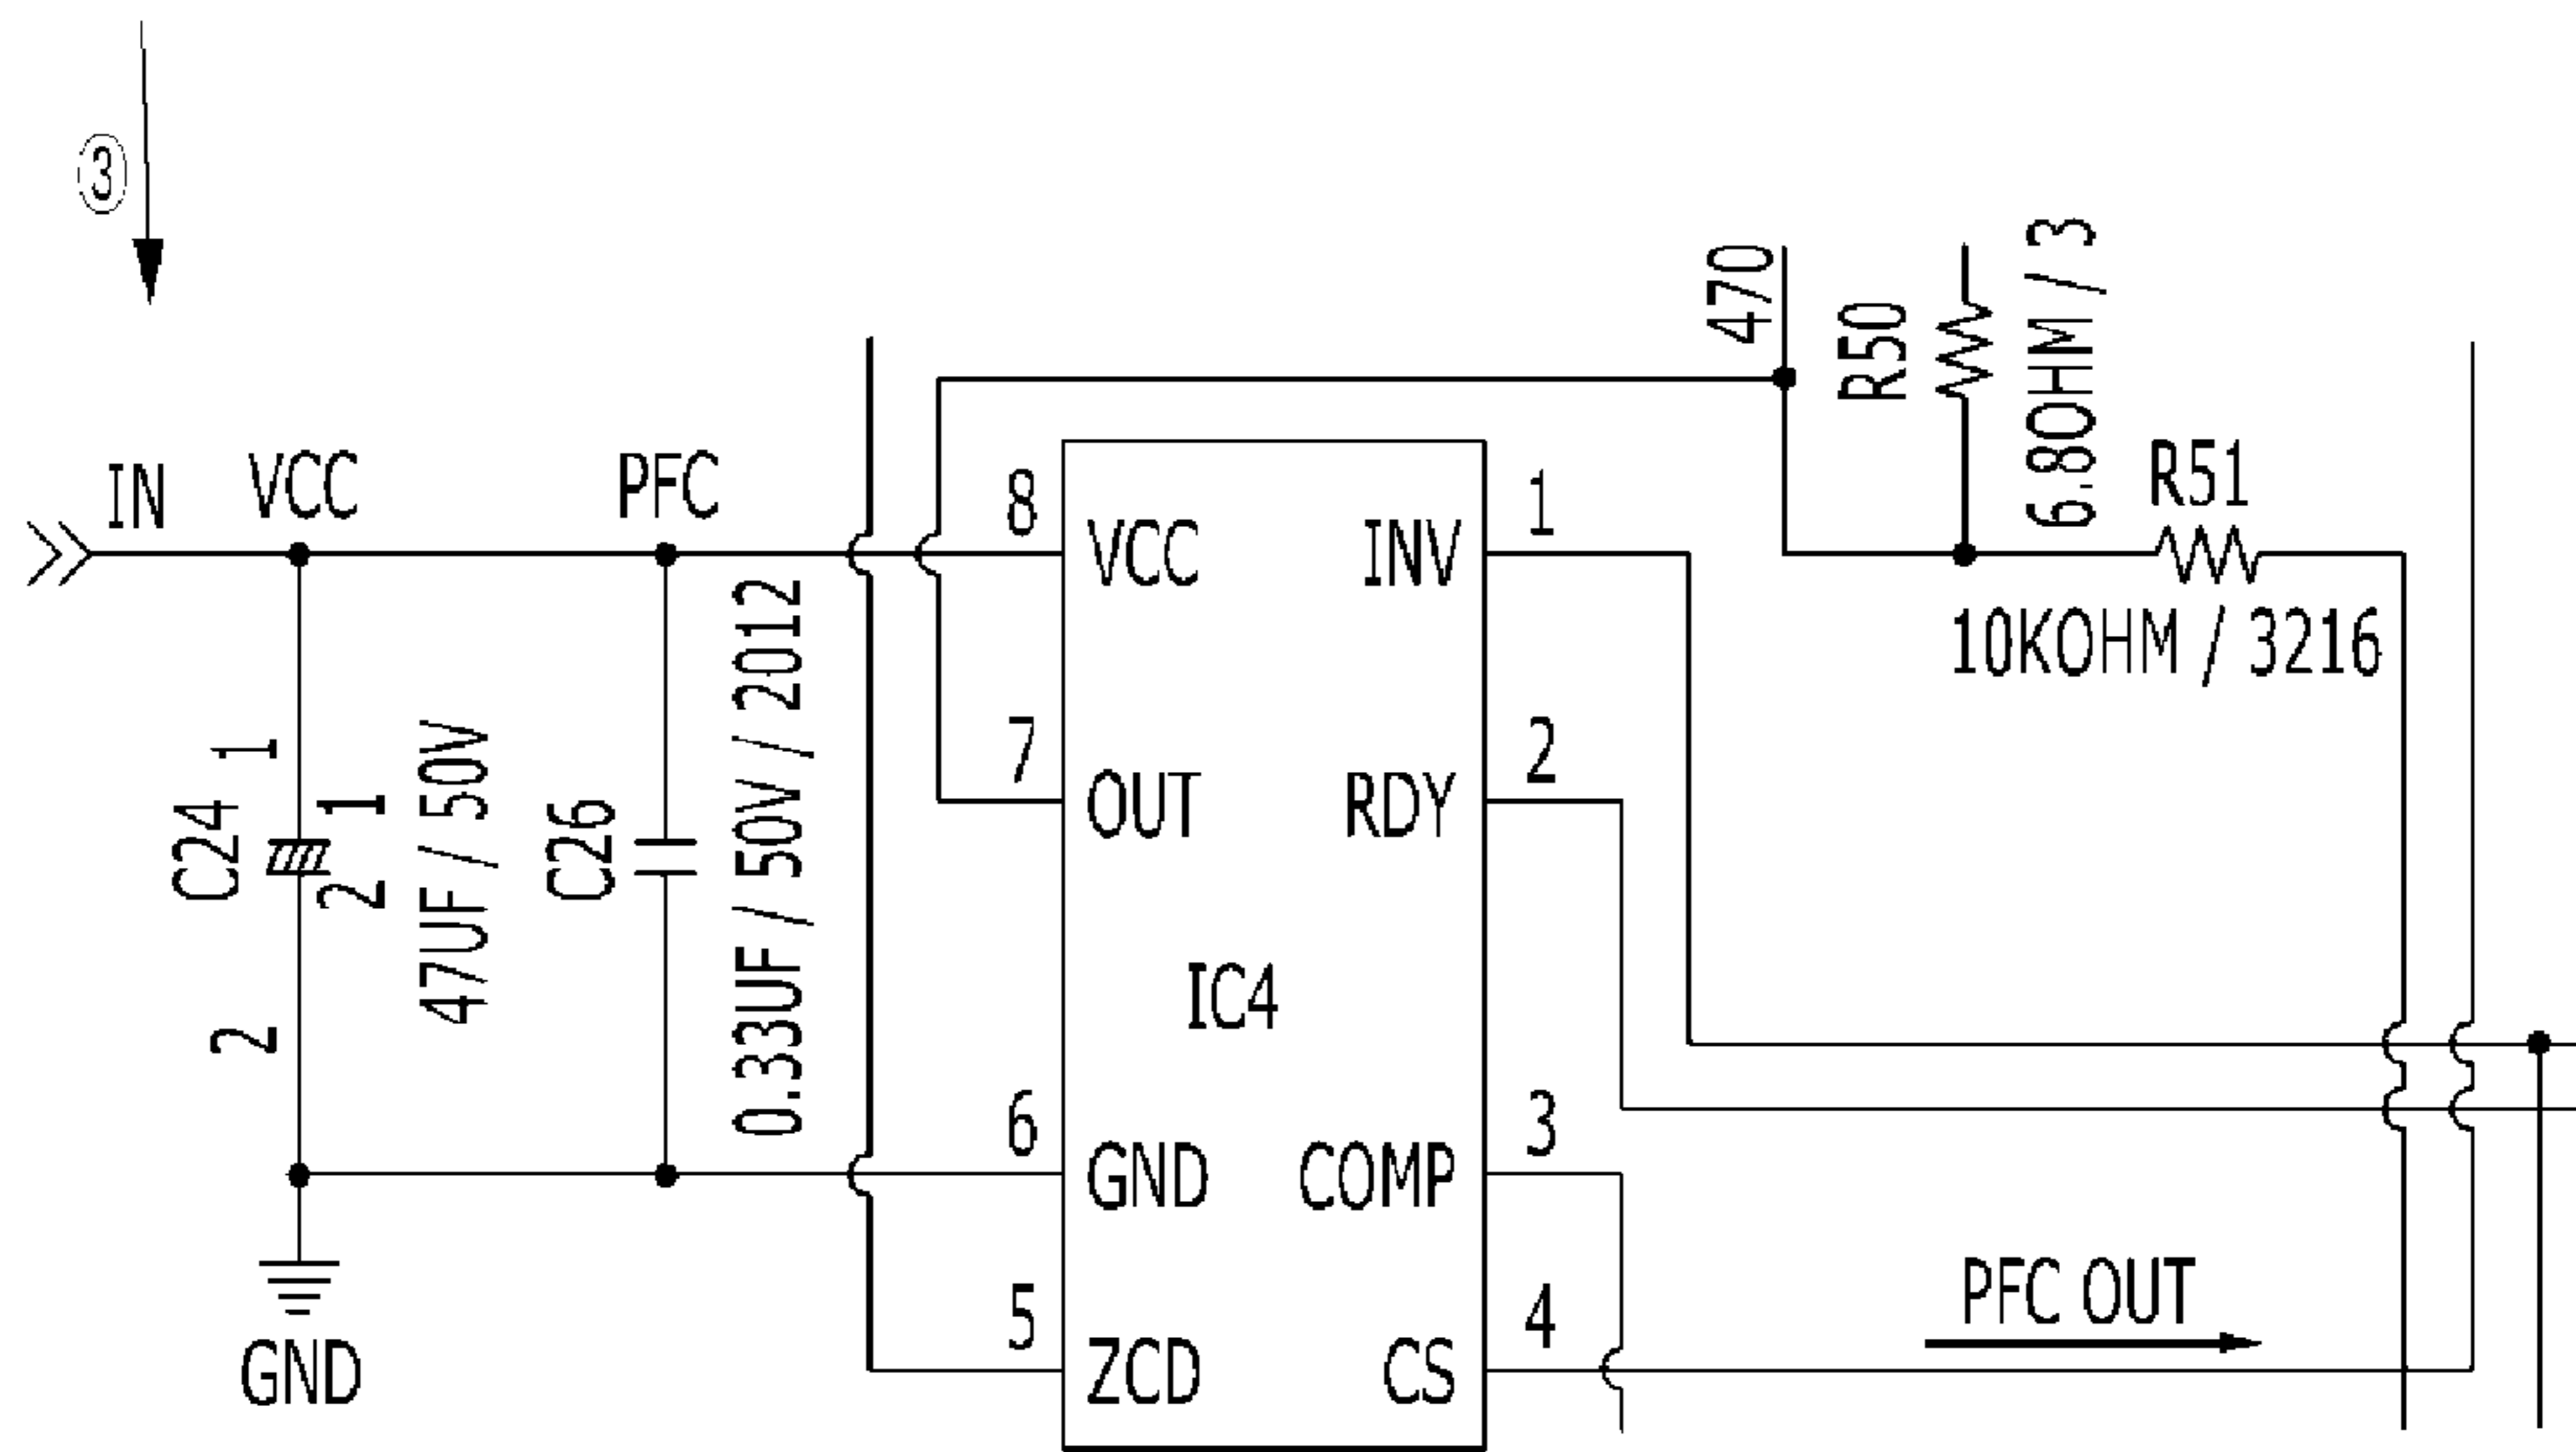 ③
IN
VCC
PFC
470
R50
6.8OHM / 3
R51
10KOHM / 3216
8
VCC
INV
1
7
OUT
RDY
2
IC4
6
GND
COMP
3
5
ZCD
CS
4
C24
1
2
1
2
47UF / 50V
C26
0.33UF / 50V / 2012
GND
PFC OUT